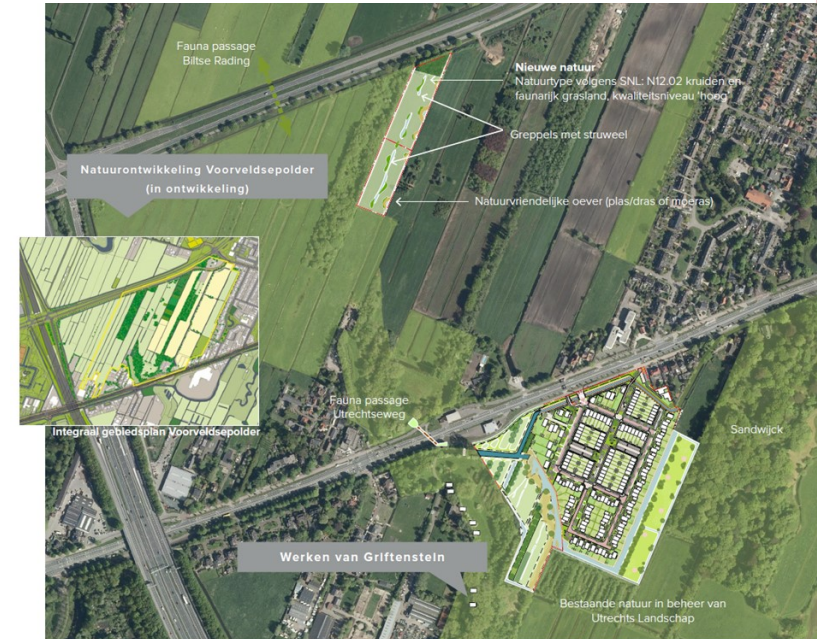 Fauna passage
Biltse Rading
Nieuwe natuur
Natuurtype volgens SNL: N12.02 kruiden en
faunarijk grasland, kwaliteitsniveau 'hoog'
Greppels met struweel
Natuurontwikkeling Voorveldsepolder
(in ontwikkeling)
Natuurvriendelijke oever (plas/dras of moeras)
Fauna passage
Utrechtseweg
Integraal gebiedsplan Voorveldsepolder
Sandwijck
Werken van Griftenstein
Bestaande natuur in beheer van
Utrechts Landschap